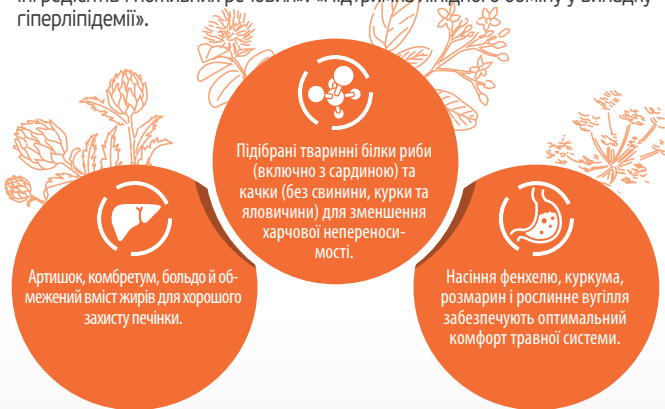 гіперліпідемії».
Підібрані тваринні білки риби
(включно з сардиною) та
качки (без свинини, курки та
яловичини) для зменшення
харчової непереноси-
мості.
Артишок, комбретум, больдо й об-
межений вміст жирів для хорошого
захисту печінки.
Насіння фенхелю, куркума,
розмарин і рослинне вугілля
забезпечують оптимальний
комфорт травної системи.